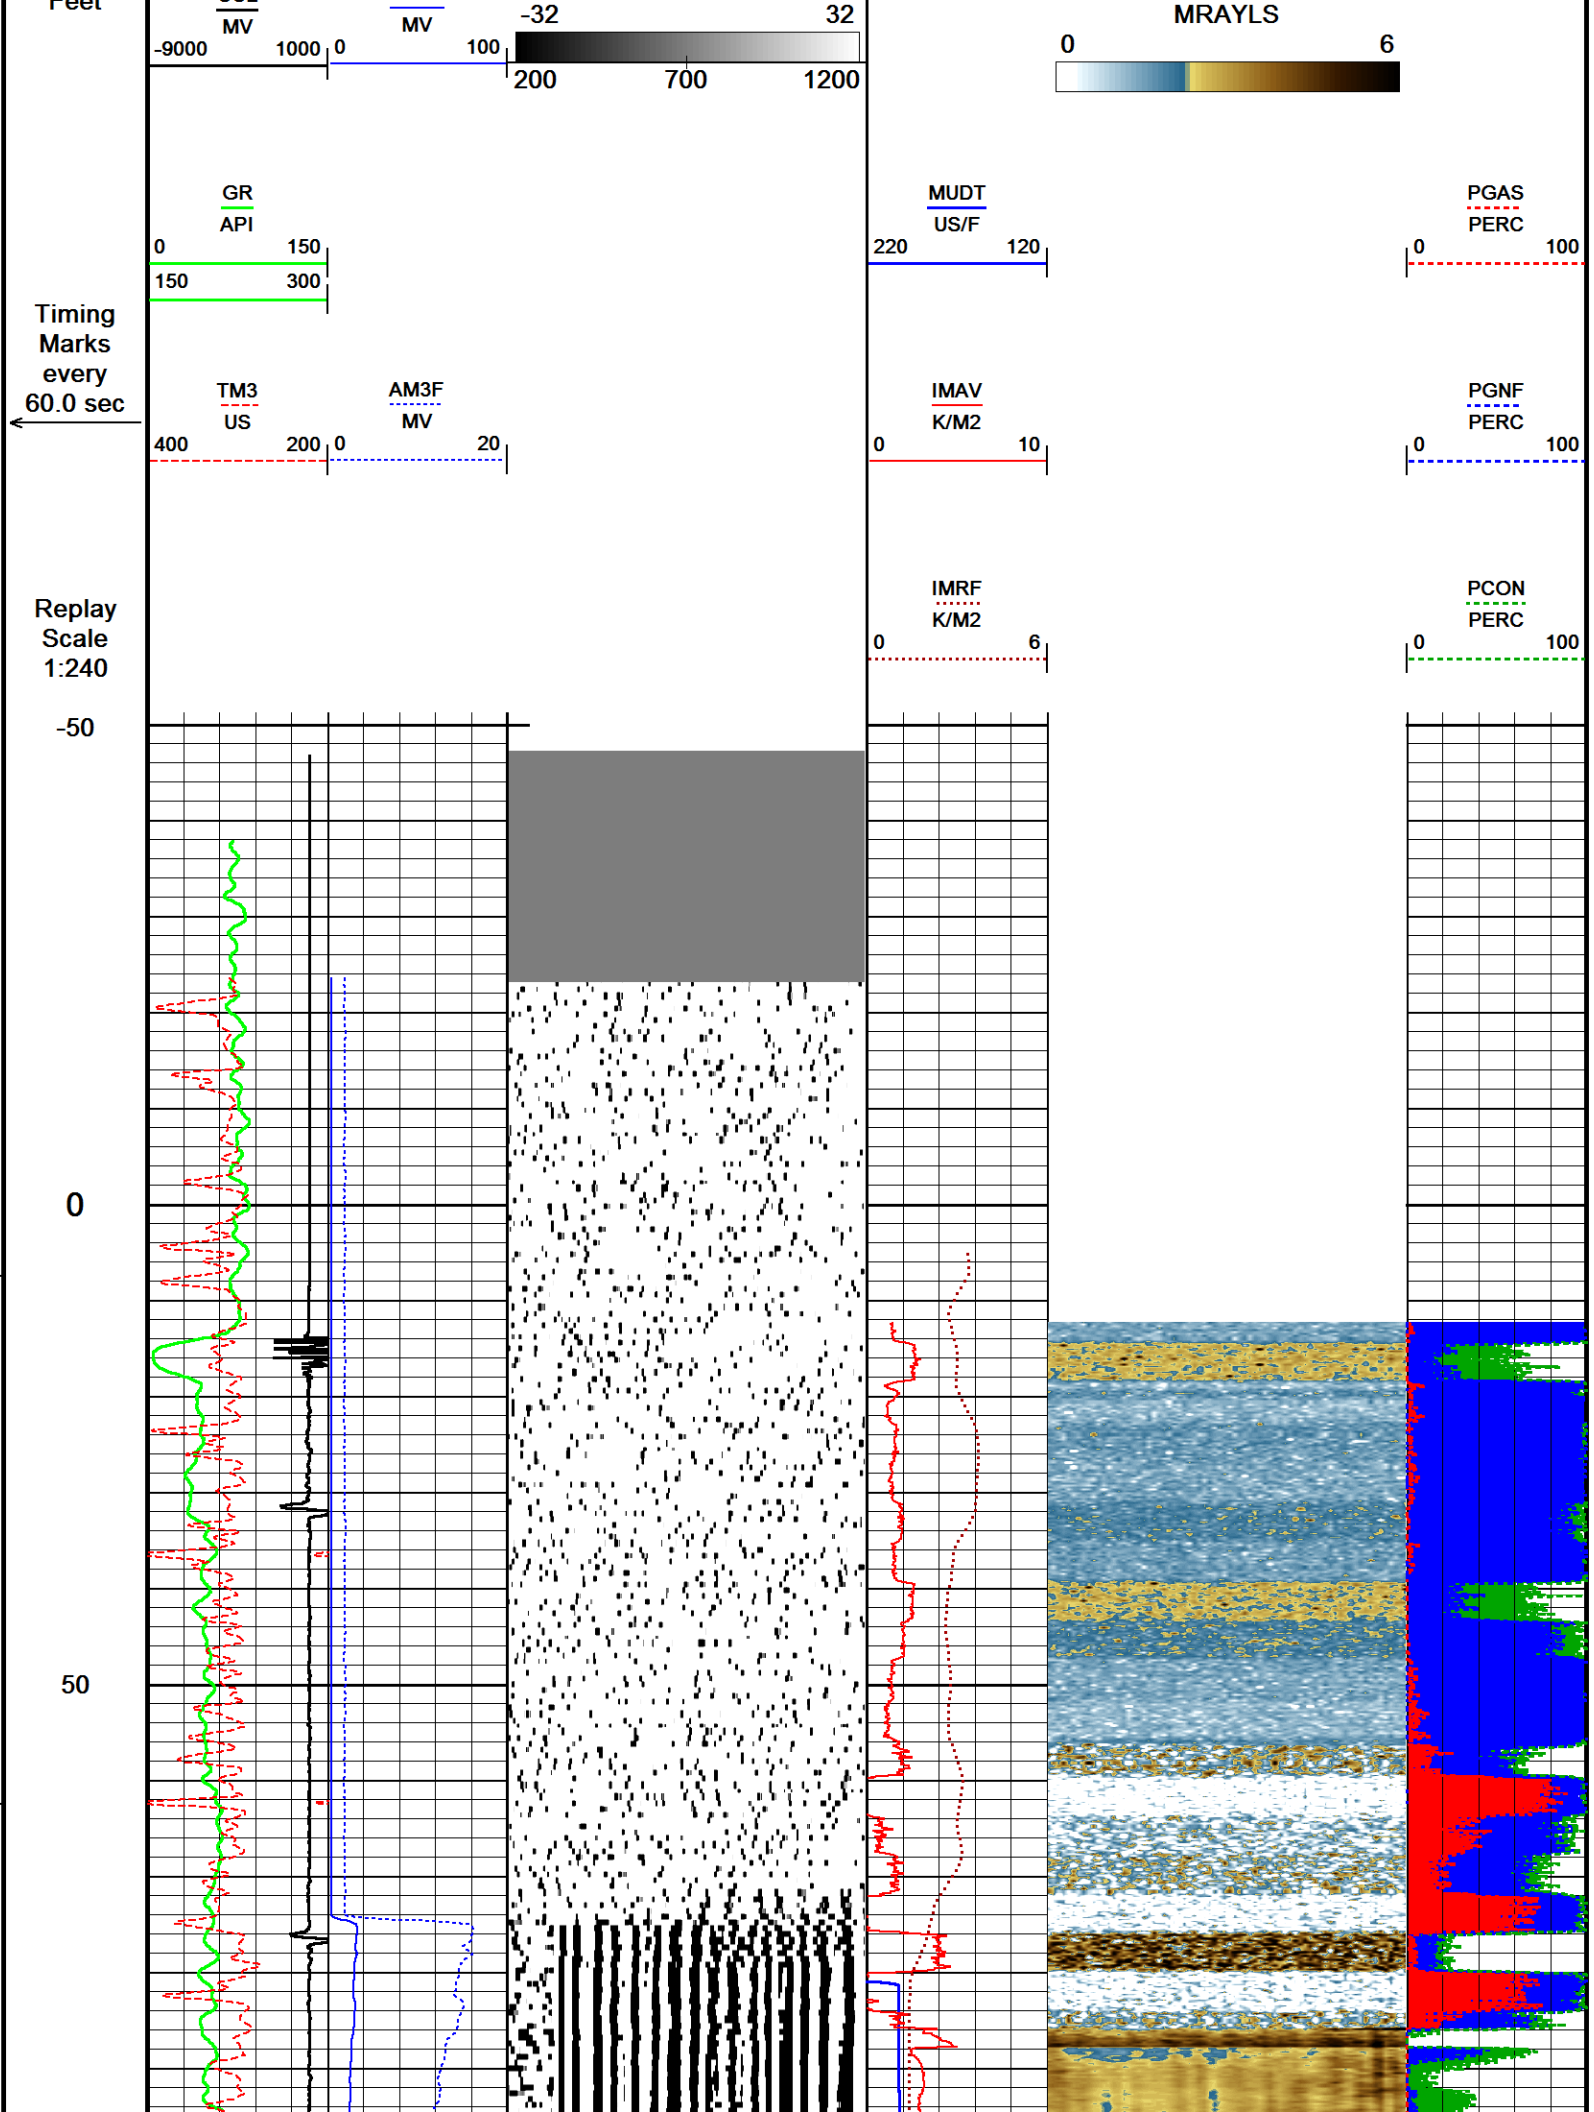 Feet
MV
-9000 1000
MV
0 100
-32 32
200 700 1200
MRAYLS
0 6
GR
API
0 150
150 300
MUDT
US/F
220 120
PGAS
PERC
0 100
Timing
Marks
every
60.0 sec
TM3
US
400 200
AM3F
MV
0 20
IMAV
K/M2
0 10
PGNF
PERC
0 100
Replay
Scale
1:240
IMRF
K/M2
0 6
PCON
PERC
0 100
-50
0
50